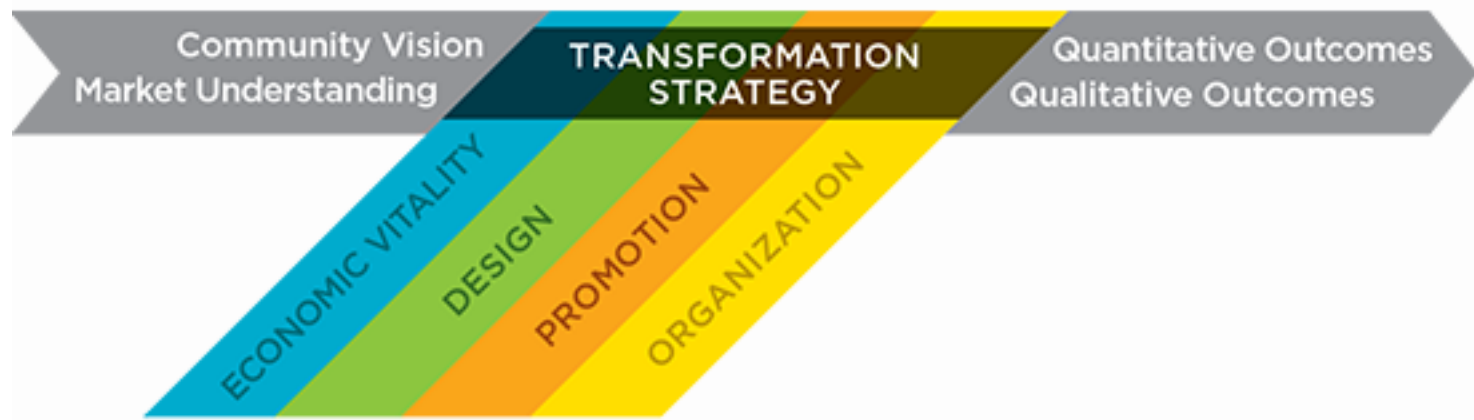 Community Vision
Market Understanding
TRANSFORMATION
STRATEGY
Quantitative Outcomes
Qualitative Outcomes
ECONOMIC VITALITY
DESIGN
PROMOTION
ORGANIZATION